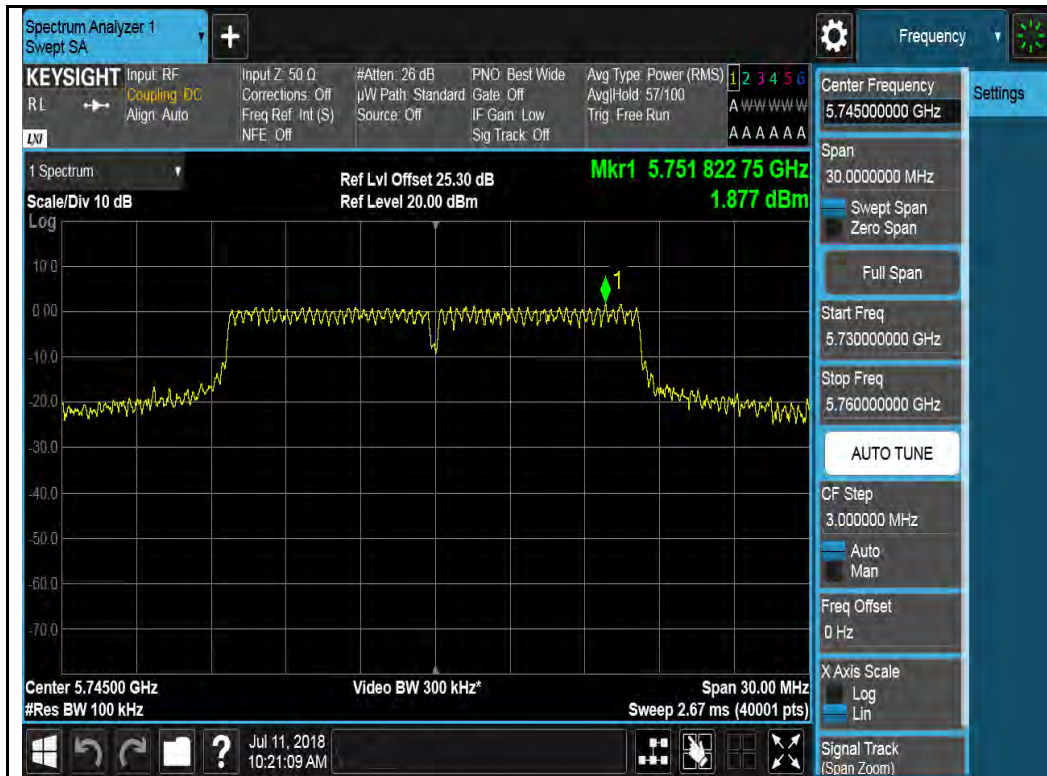 Spectrum Analyzer 1
Swept SA
Frequency
KEYSIGHT
RL
LXI
Input: RF
Coupling: DC
Align: Auto
Input Z: 50 Ω
Corrections: Off
Freq Ref: Int (S)
NFE: Off
#Atten: 26 dB
µW Path: Standard
Source: Off
PNO: Best Wide
Gate: Off
IF Gain: Low
Sig Track: Off
Avg Type: Power (RMS)
Avg|Hold: 57/100
Trig: Free Run
1 2 3 4 5 6
A W W W W W
A A A A A A
1 Spectrum
Scale/Div 10 dB
Log
Ref Lvl Offset 25.30 dB
Ref Level 20.00 dBm
Mkr1 5.751 822 75 GHz
1.877 dBm
1
10.0
0.00
-10.0
-20.0
-30.0
-40.0
-50.0
-60.0
-70.0
Center 5.74500 GHz
#Res BW 100 kHz
Video BW 300 kHz*
Span 30.00 MHz
Sweep 2.67 ms (40001 pts)
Center Frequency
5.745000000 GHz
Settings
Span
30.0000000 MHz
Swept Span
Zero Span
Full Span
Start Freq
5.730000000 GHz
Stop Freq
5.760000000 GHz
AUTO TUNE
CF Step
3.000000 MHz
Auto
Man
Freq Offset
0 Hz
X Axis Scale
Log
Lin
Signal Track
(Span Zoom)
?
Jul 11, 2018
10:21:09 AM